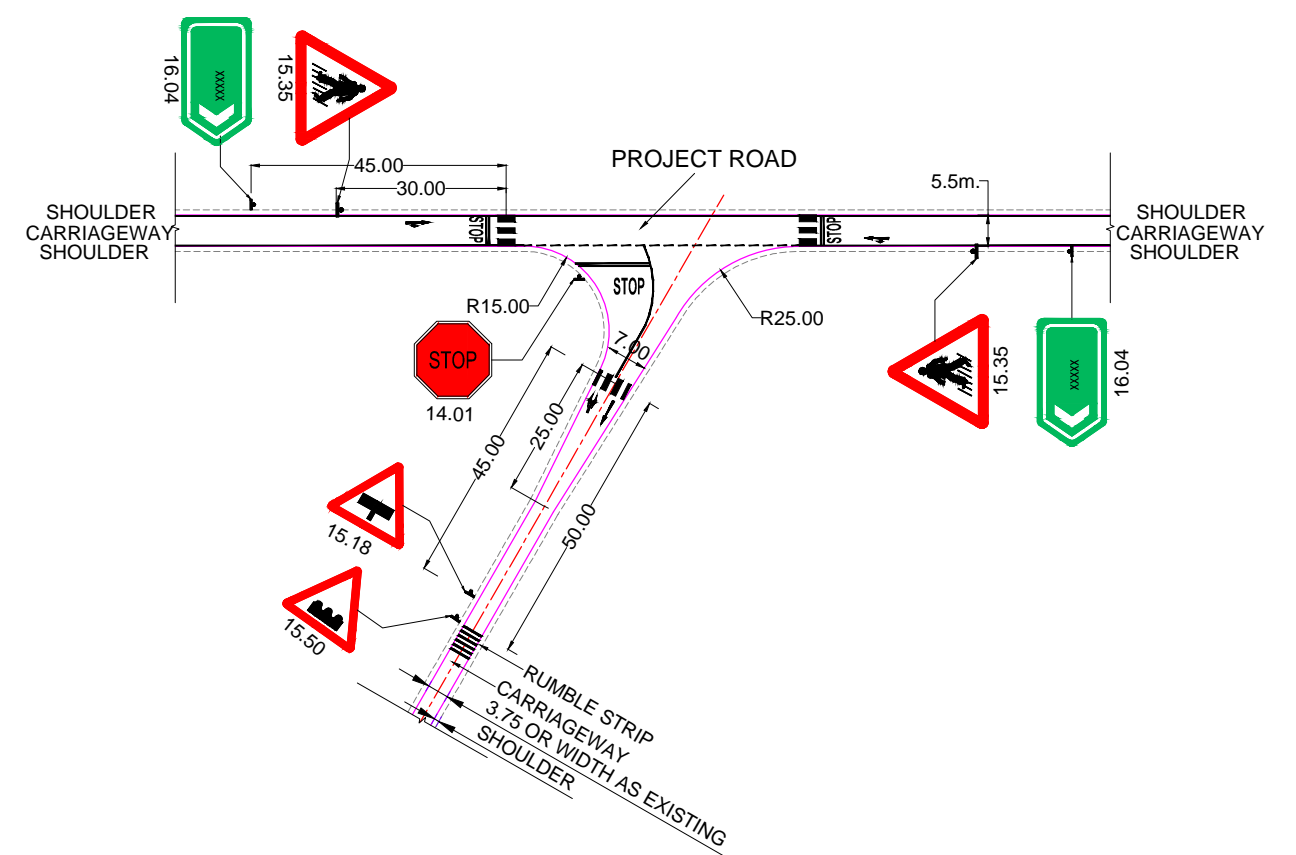 16.04
xxxxx
15.35
45.00
30.00
PROJECT ROAD
5.5m.
SHOULDER
CARRIAGEWAY
SHOULDER
STOP
STOP
SHOULDER
CARRIAGEWAY
SHOULDER
STOP
R15.00
R25.00
7.00
STOP
14.01
15.35
xxxxx
16.04
25.00
45.00
50.00
15.18
15.50
RUMBLE STRIP
CARRIAGEWAY
3.75 OR WIDTH AS EXISTING
SHOULDER